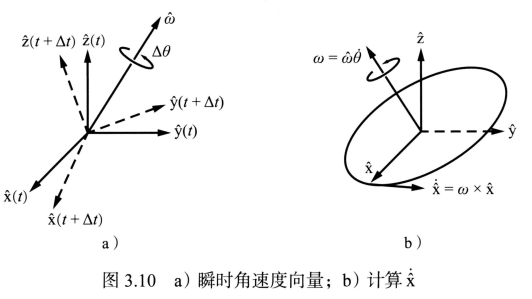 ω̂
ẑ(t + Δt) ẑ(t)
Δθ
ŷ(t + Δt)
ŷ(t)
x̂(t)
x̂(t + Δt)
a）
ẑ
ω = ω̂θ̇
ŷ
x̂
x̂̇ = ω × x̂
b）
图 3.10 a）瞬时角速度向量；b）计算 x̂̇